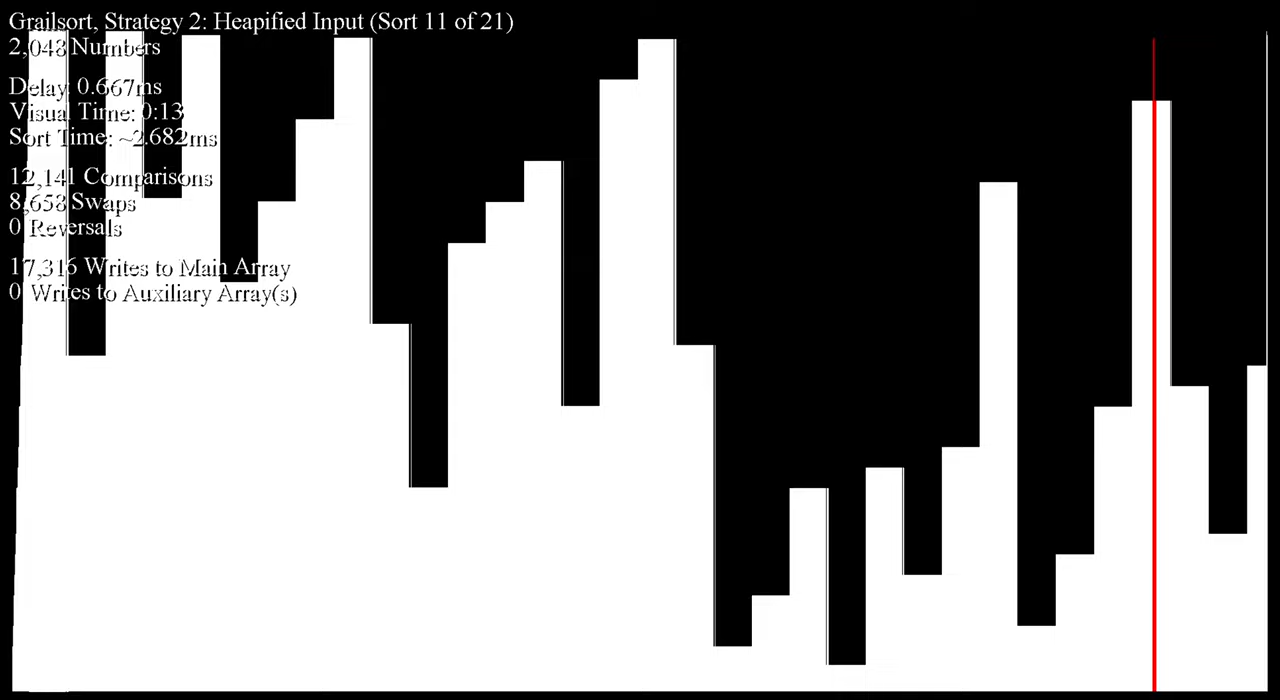 Grailsort, Strategy 2: Heapified Input (Sort 11 of 21)
2,048 Numbers
Delay: 0.667ms
Visual Time: 0:13
Sort Time: ~2.682ms
12,141 Comparisons
8,658 Swaps
0 Reversals
17,316 Writes to Main Array
0 Writes to Auxiliary Array(s)